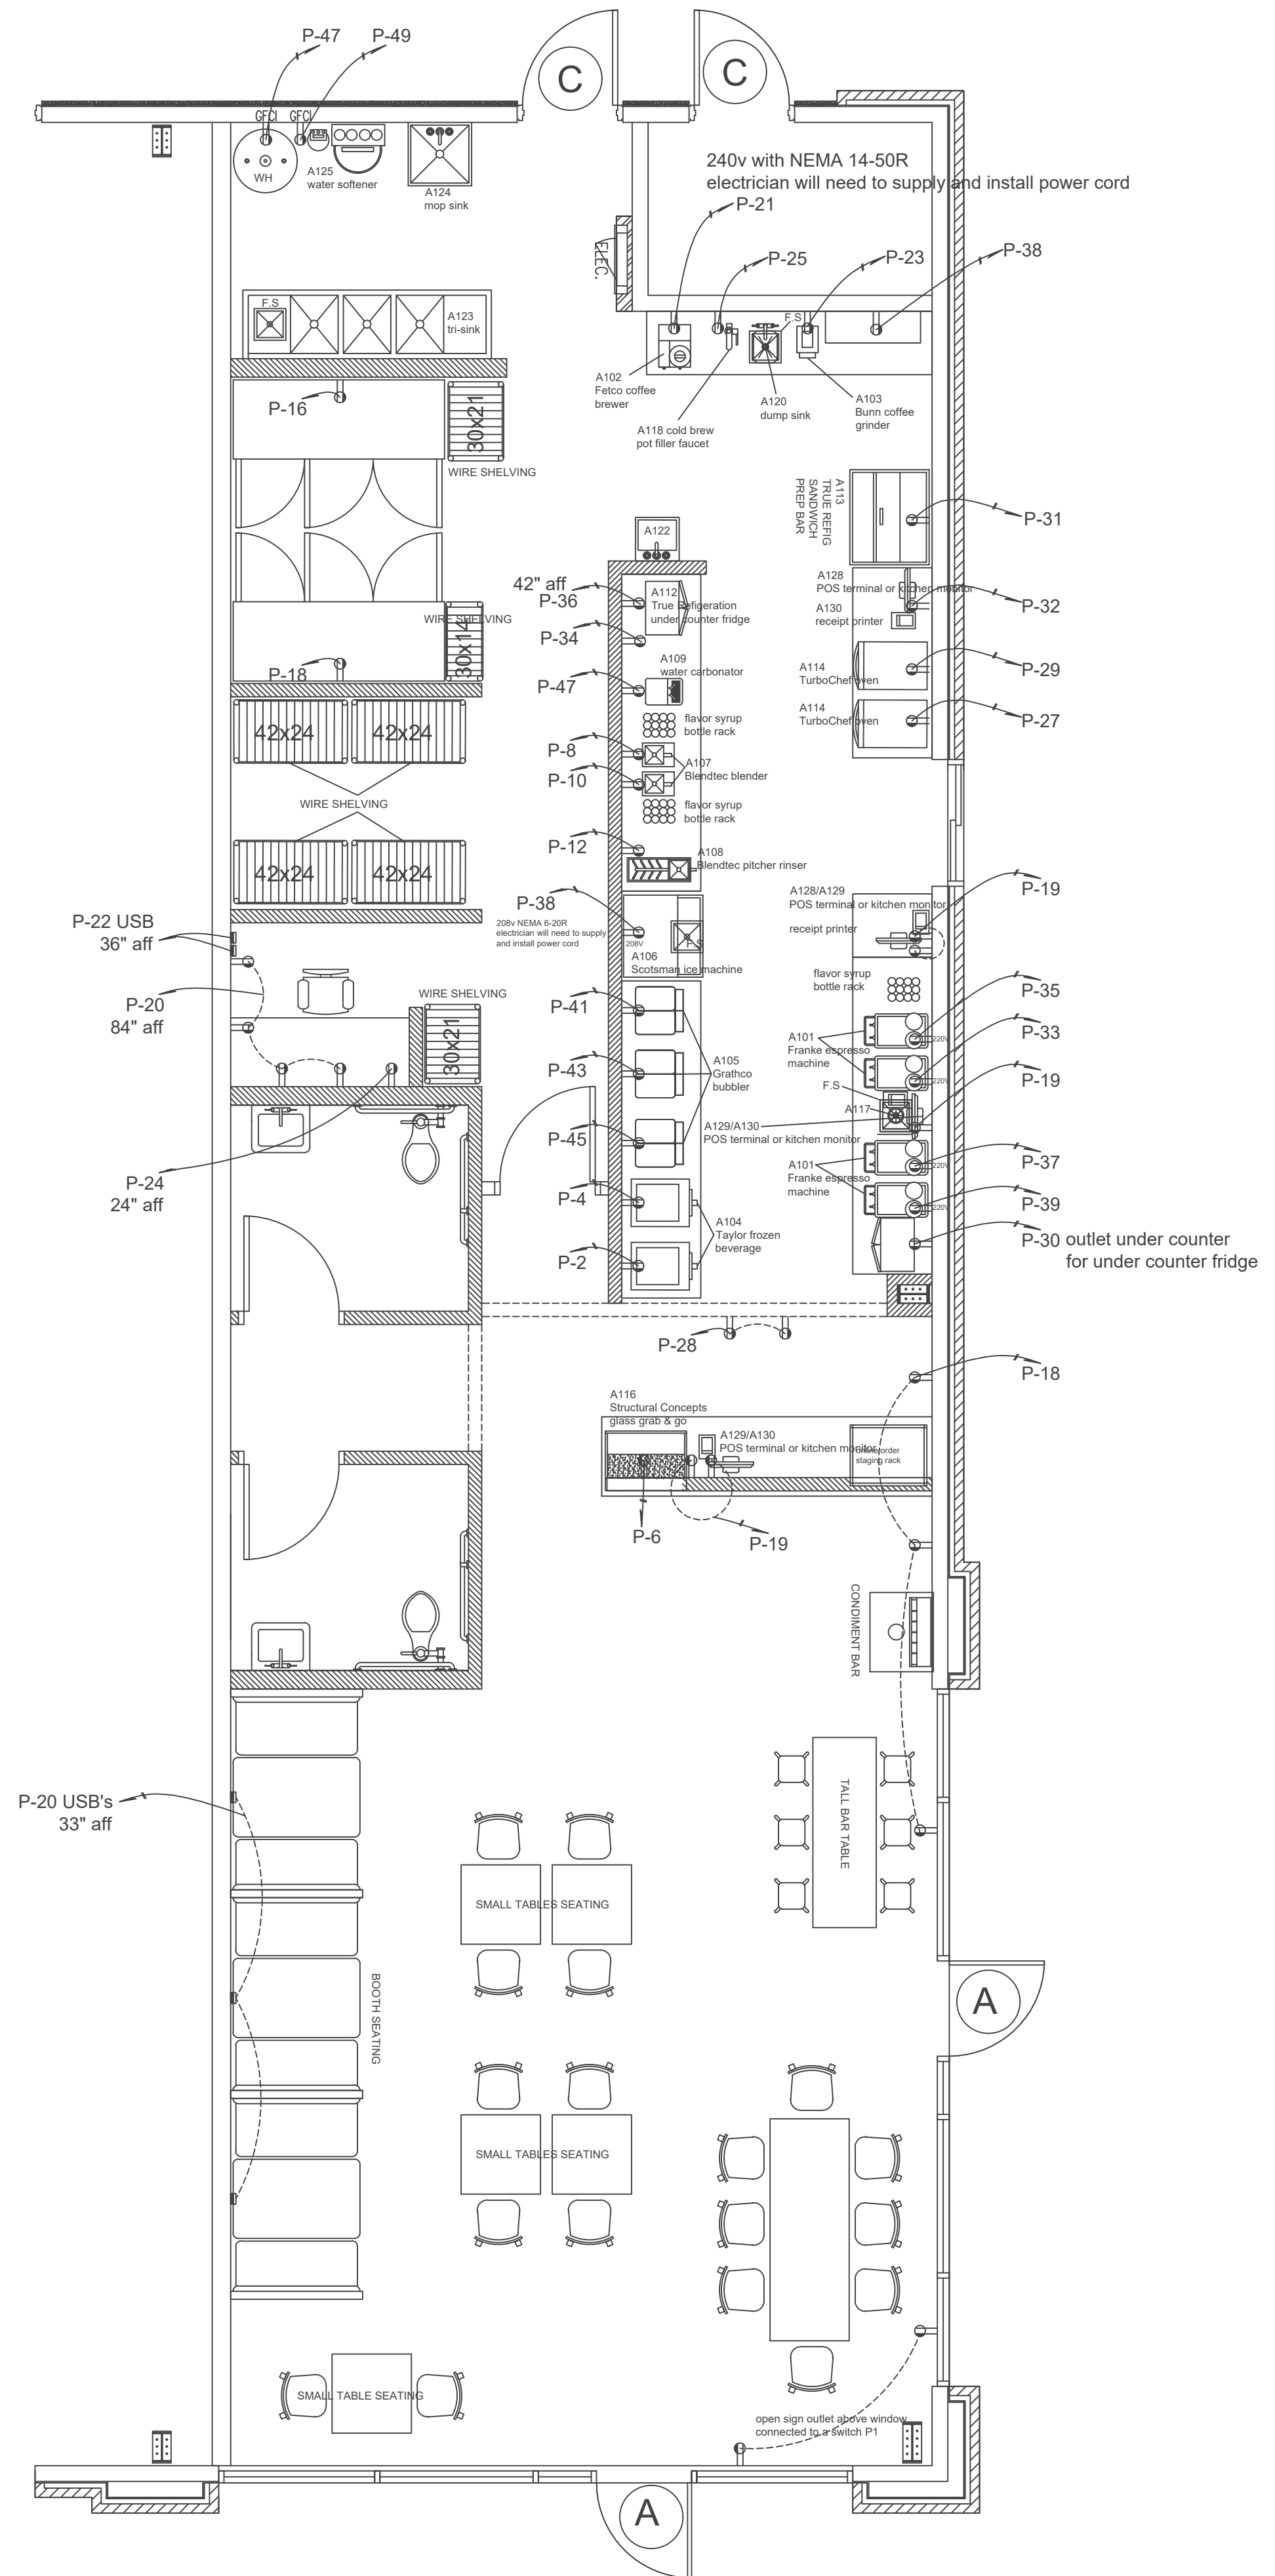 P-47
P-49
C
C
GFCI
GFCI
WH
A125
water softener
A124
mop sink
240v with NEMA 14-50R
electrician will need to supply and install power cord
P-21
P-25
P-23
P-38
ELEC.
F.S
A123
tri-sink
F.S
A102
Fetco coffee
brewer
A118 cold brew
pot filler faucet
A120
dump sink
A103
Bunn coffee
grinder
P-16
30x21
WIRE SHELVING
A113
TRUE REFIG
SANDWICH
PREP BAR
P-31
A122
42" aff
P-36
A112
True Refigeration
under counter fridge
A128
POS terminal or kitchen monitor
A130
receipt printer
P-32
WIRE SHELVING
30x14
P-34
P-18
A109
water carbonator
P-47
A114
TurboChef oven
P-29
A114
TurboChef oven
P-27
flavor syrup
bottle rack
42x24
42x24
P-8
P-10
A107
Blendtec blender
WIRE SHELVING
flavor syrup
bottle rack
P-12
A108
Blendtec pitcher rinser
42x24
42x24
P-38
208v NEMA 6-20R
electrician will need to supply
and install power cord
208V
F.S
A106
Scotsman ice machine
A128/A129
POS terminal or kitchen monitor
receipt printer
P-19
P-22 USB
36" aff
flavor syrup
bottle rack
P-20
84" aff
WIRE SHELVING
30x21
P-41
P-43
P-45
A105
Grathco
bubbler
P-35
A101
Franke espresso
machine
220V
P-33
220V
F.S
P-19
A117
A129/A130
POS terminal or kitchen monitor
A101
Franke espresso
machine
220V
P-37
220V
P-39
P-24
24" aff
P-4
P-2
A104
Taylor frozen
beverage
P-30 outlet under counter
for under counter fridge
P-28
P-18
A116
Structural Concepts
glass grab & go
A129/A130
POS terminal or kitchen monitor
online order
staging rack
P-6
P-19
CONDIMENT BAR
P-20 USB's
33" aff
TALL BAR TABLE
SMALL TABLES SEATING
BOOTH SEATING
A
SMALL TABLES SEATING
SMALL TABLE SEATING
open sign outlet above window
connected to a switch P1
A